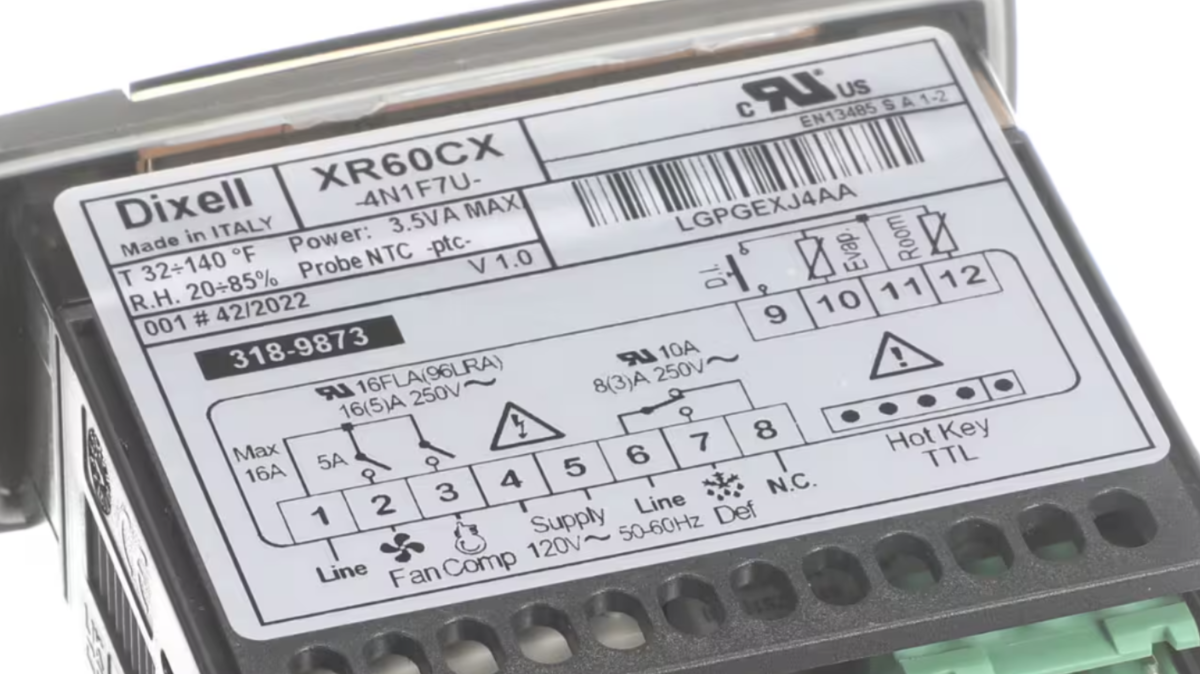 c RU US
EN13485 S A 1-2
Dixell
Made in ITALY
XR60CX
-4N1F7U-
LGPGEXJ4AA
T 32÷140 °F
R.H. 20÷85%
Power: 3.5VA MAX
Probe NTC -ptc-
001 # 42/2022
V 1.0
318-9873
D.I.
Evap.
Room
9 10 11 12
RU 16FLA(96LRA)
16(5)A 250V~
RU 10A
8(3)A 250V~
Max
16A
5A
1 2 3 4 5 6 7 8
Hot Key
TTL
Line
Fan
Comp
Supply
120V~
Line
50-60Hz
Def
N.C.